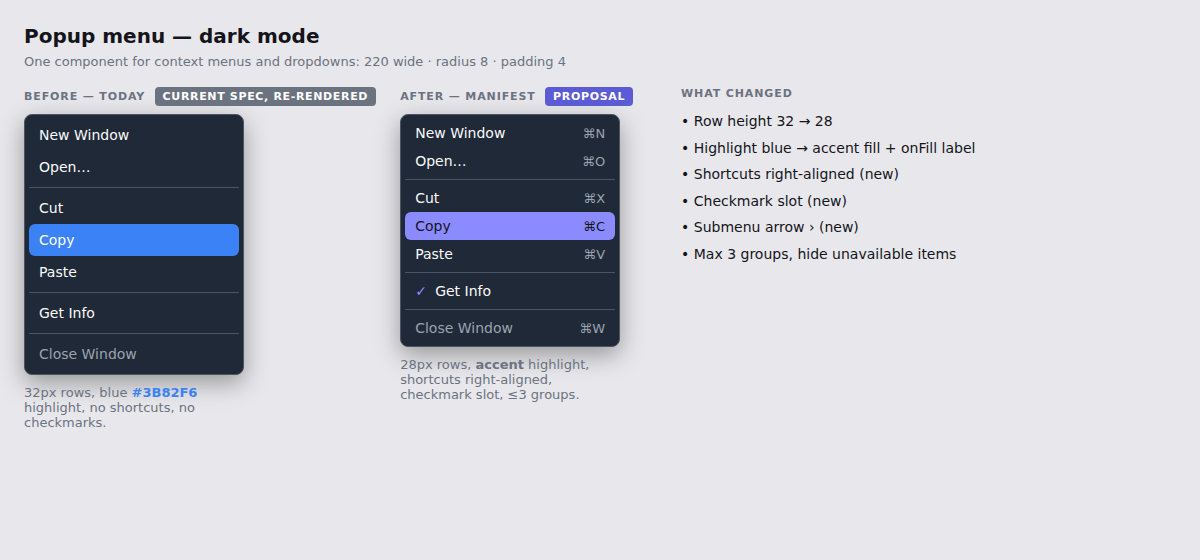 Popup menu — dark mode
One component for context menus and dropdowns: 220 wide · radius 8 · padding 4
BEFORE — TODAY CURRENT SPEC, RE-RENDERED
New Window
Open…
Cut
Copy
Paste
Get Info
Close Window
32px rows, blue #3B82F6
highlight, no shortcuts, no
checkmarks.
AFTER — MANIFEST PROPOSAL
New Window ⌘N
Open… ⌘O
Cut ⌘X
Copy ⌘C
Paste ⌘V
✓ Get Info
Close Window ⌘W
28px rows, accent highlight,
shortcuts right-aligned,
checkmark slot, ≤3 groups.
WHAT CHANGED
• Row height 32 → 28
• Highlight blue → accent fill + onFill label
• Shortcuts right-aligned (new)
• Checkmark slot (new)
• Submenu arrow › (new)
• Max 3 groups, hide unavailable items